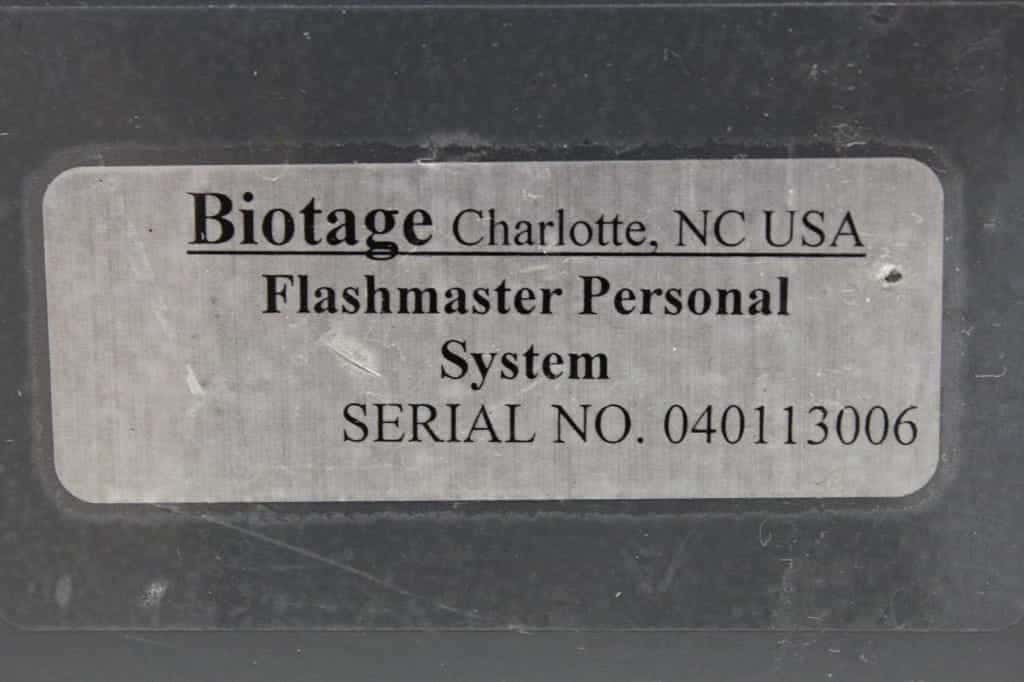 Biotage Charlotte, NC USA
Flashmaster Personal
System
SERIAL NO. 040113006